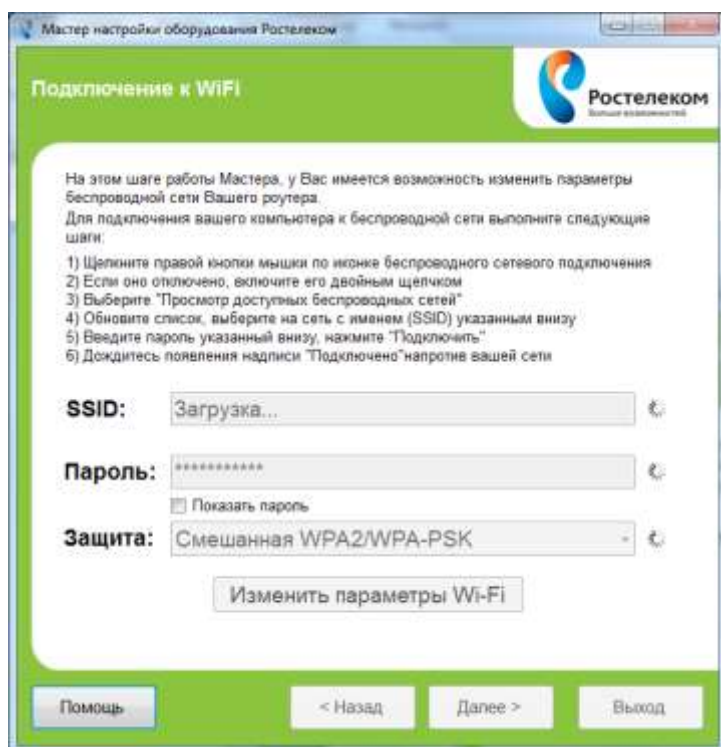 Мастер настройки оборудования Ростелеком
Подключение к WiFi
Ростелеком
Больше возможностей
На этом шаге работы Мастера, у Вас имеется возможность изменить параметры
беспроводной сети Вашего роутера.
Для подключения вашего компьютера к беспроводной сети выполните следующие
шаги:
1) Щелкните правой кнопки мышки по иконке беспроводного сетевого подключения
2) Если оно отключено, включите его двойным щелчком
3) Выберите "Просмотр доступных беспроводных сетей"
4) Обновите список, выберите на сеть с именем (SSID) указанным внизу
5) Введите пароль указанный внизу, нажмите "Подключить"
6) Дождитесь появления надписи "Подключено"напротив вашей сети
SSID: Загрузка...
Пароль: ***********
Показать пароль
Защита: Смешанная WPA2/WPA-PSK
Изменить параметры Wi-Fi
Помощь < Назад Далее > Выход